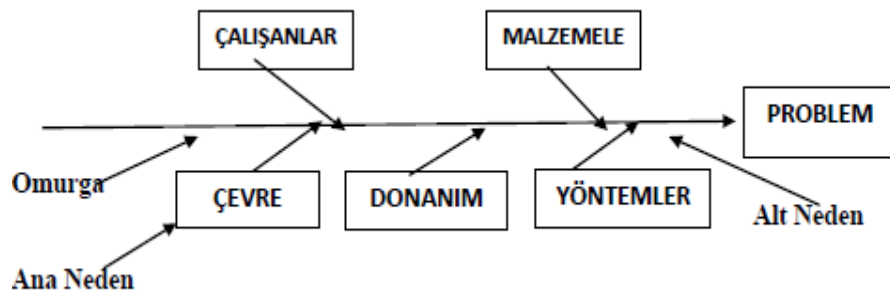 ÇALIŞANLAR
MALZEMELE
PROBLEM
Omurga
ÇEVRE
DONANIM
YÖNTEMLER
Alt Neden
Ana Neden